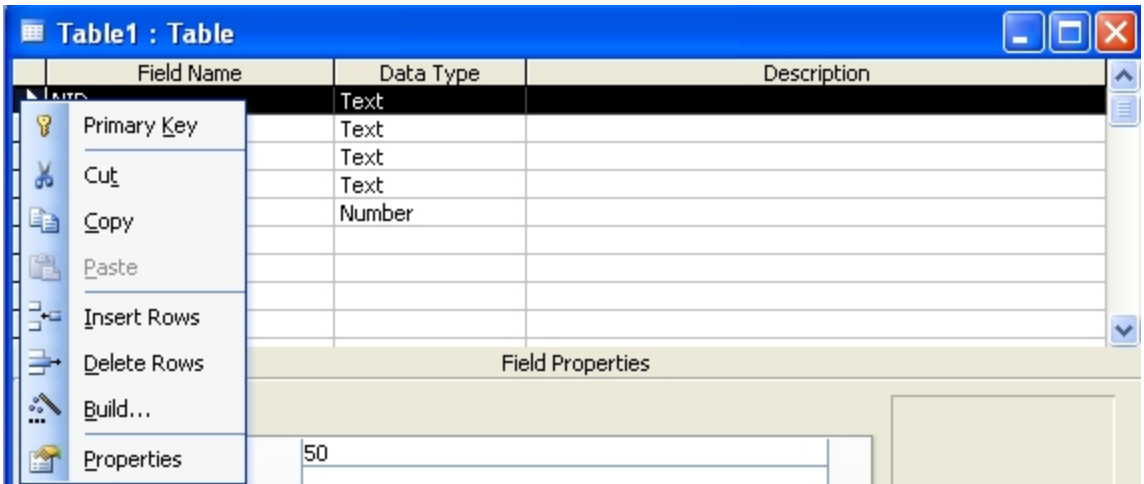 Table1 : Table
Field Name Data Type Description
Text
Primary Key Text
Text
Cut Text
Copy Number
Paste
Insert Rows
Delete Rows Field Properties
Build...
Properties 50